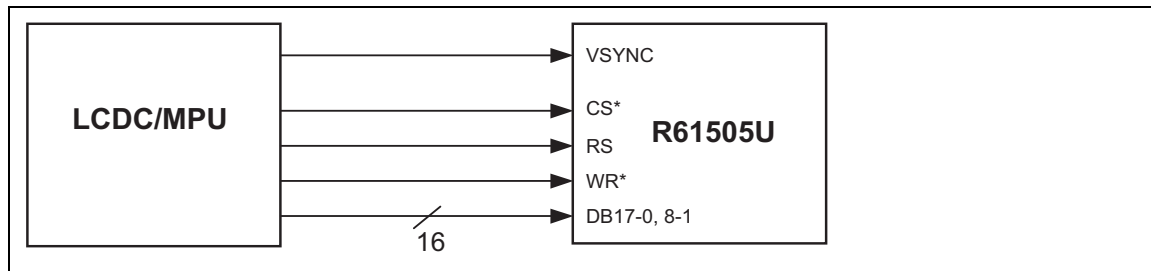 LCDC/MPU
VSYNC
CS*
RS
WR*
DB17-0, 8-1
R61505U
16